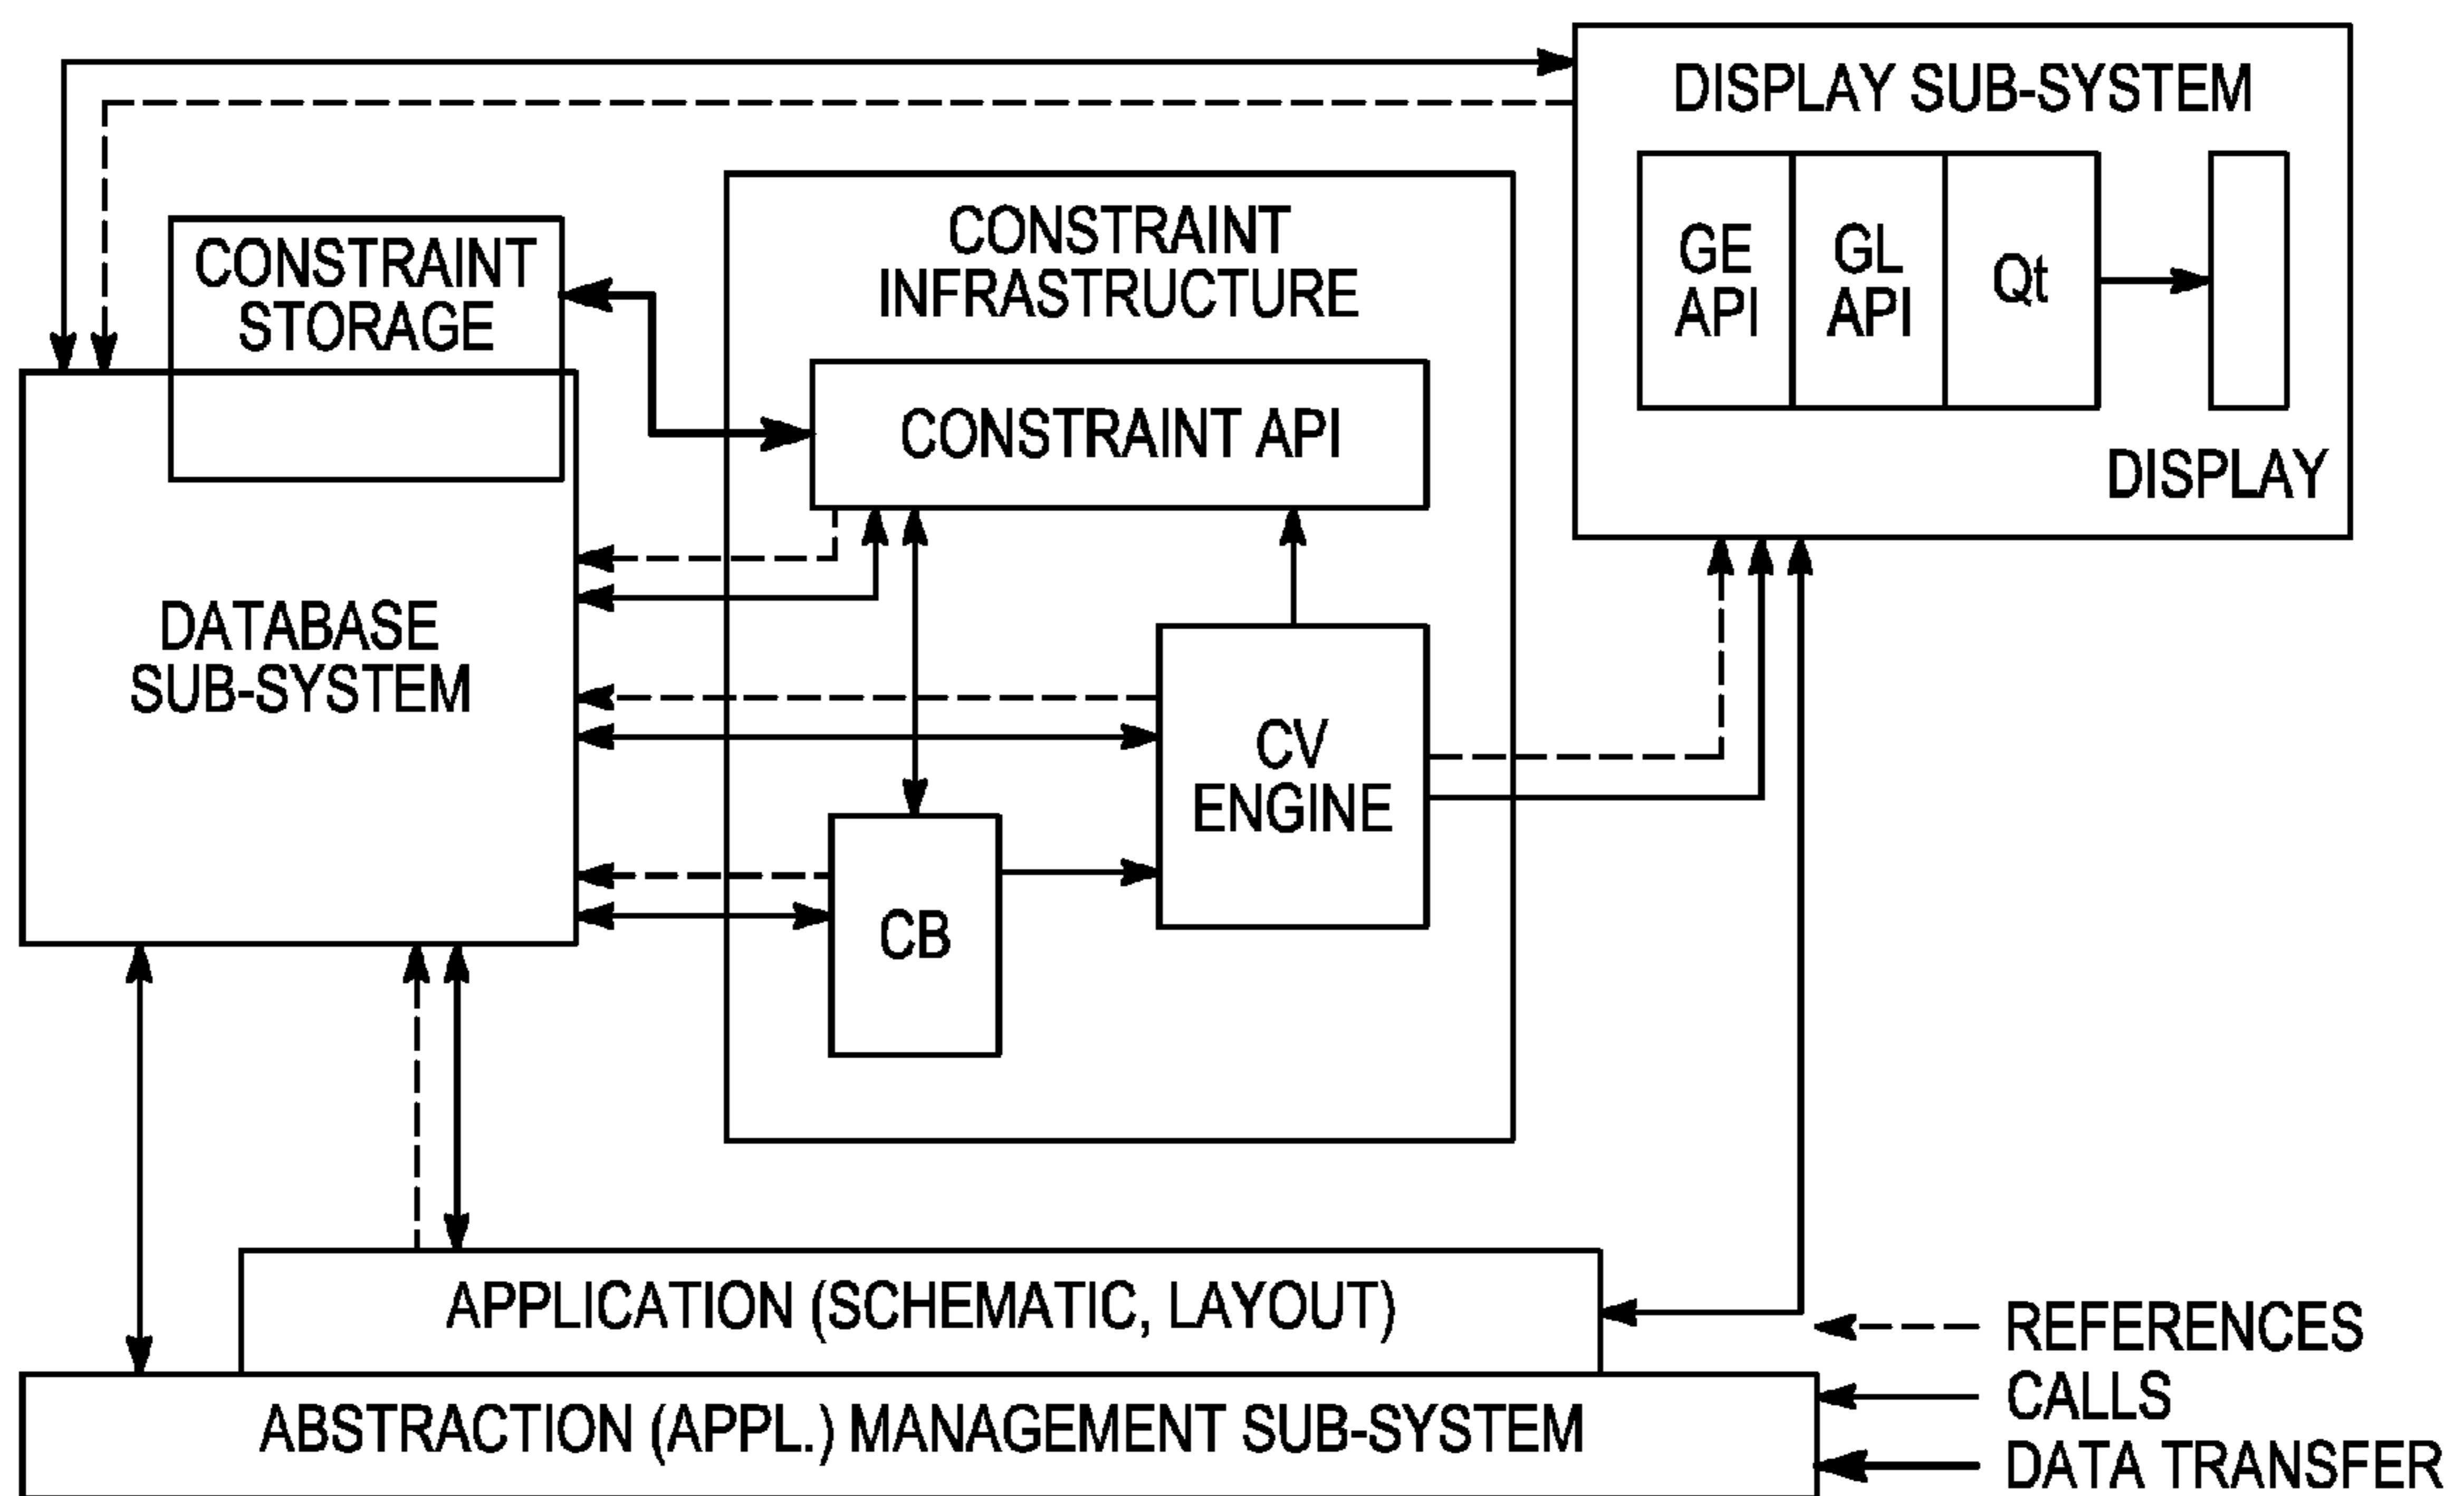 DISPLAY SUB-SYSTEM
GE
API
GL
API
Qt
DISPLAY
CONSTRAINT
STORAGE
CONSTRAINT
INFRASTRUCTURE
CONSTRAINT API
DATABASE
SUB-SYSTEM
CV
ENGINE
CB
APPLICATION (SCHEMATIC, LAYOUT)
ABSTRACTION (APPL.) MANAGEMENT SUB-SYSTEM
REFERENCES
CALLS
DATA TRANSFER